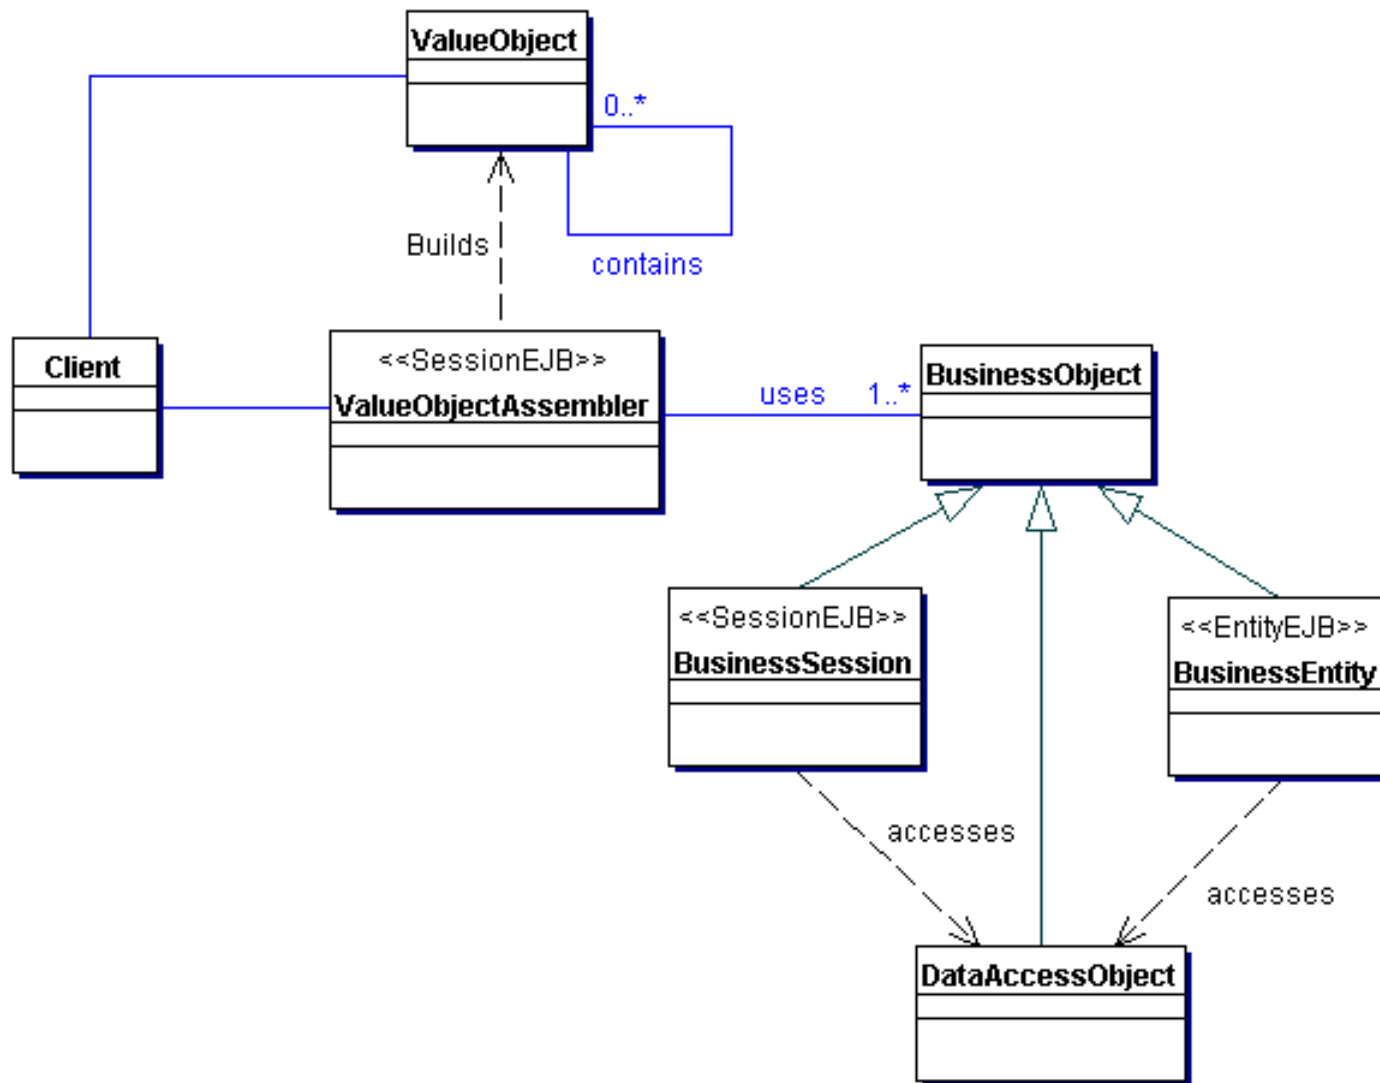 ValueObject
0..*
Builds
contains
Client
<<SessionEJB>>
ValueObjectAssembler
uses 1..*
BusinessObject
<<SessionEJB>>
BusinessSession
<<EntityEJB>>
BusinessEntity
accesses
accesses
DataAccessObject